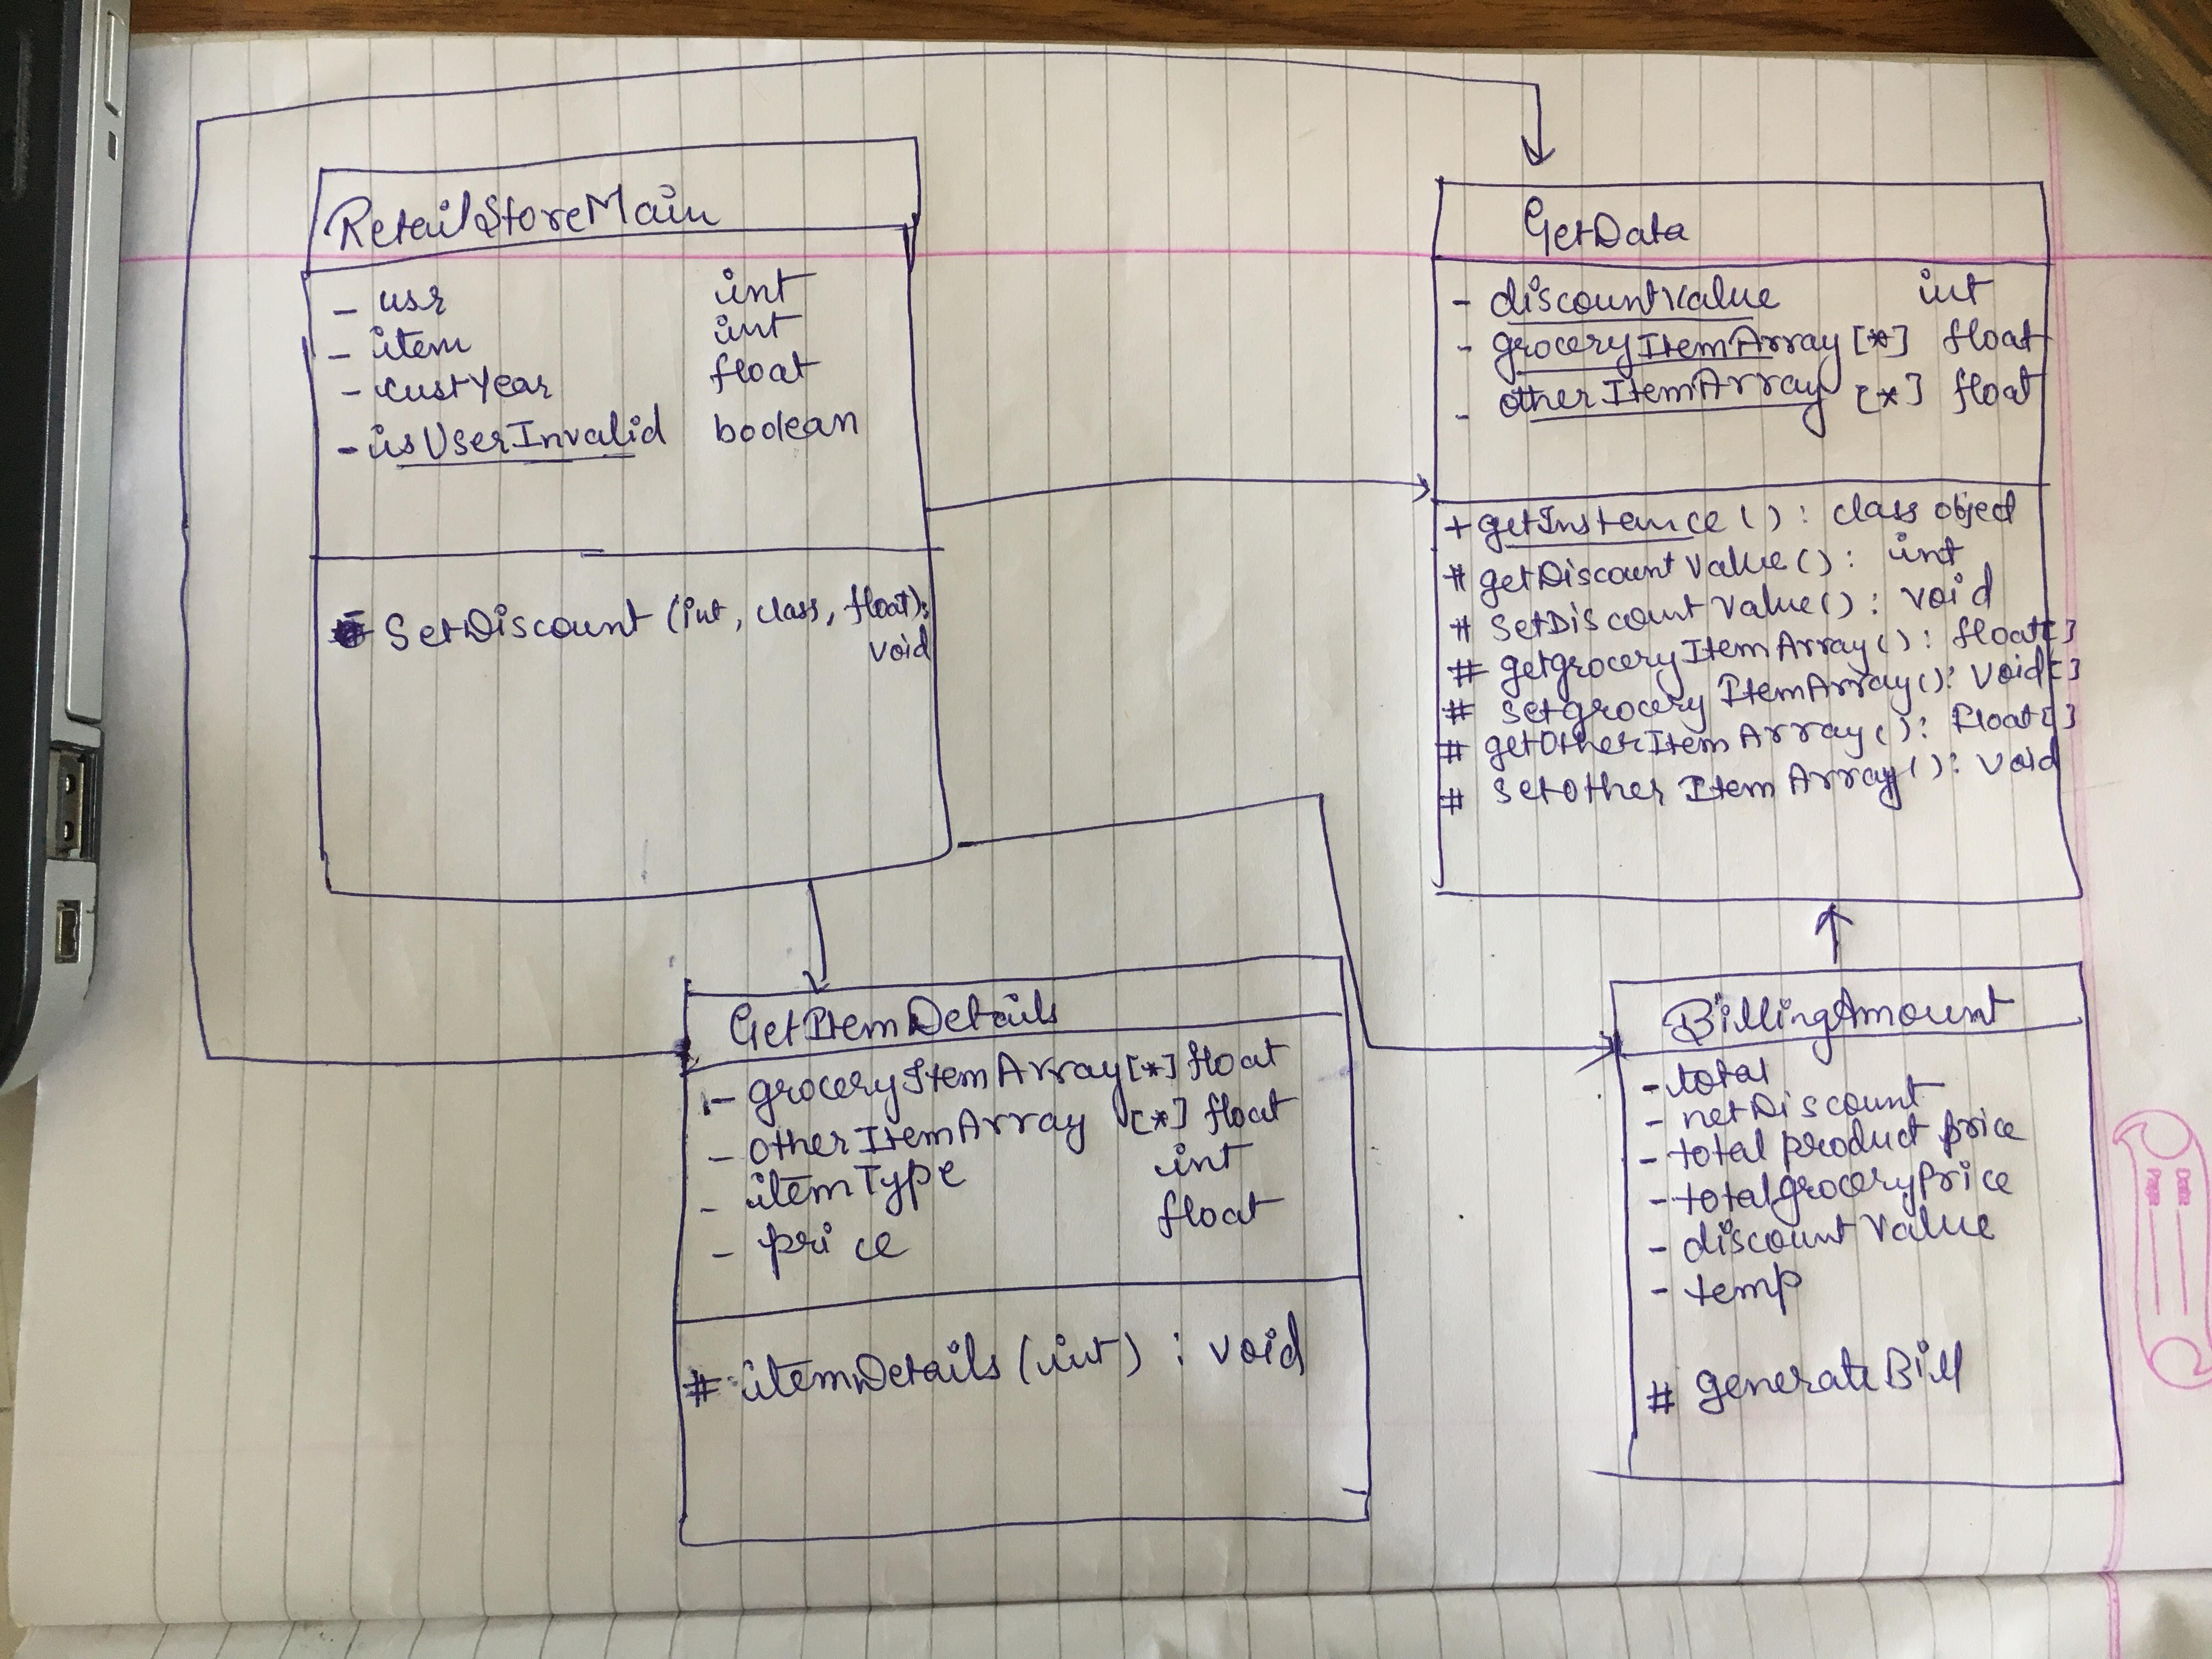 RetailStoreMain
- usr int
- item int
- custYear float
- isUserInvalid boolean
SetDiscount (int, class, float):
void
GetData
- discountValue int
- groceryItemArray [*] float
- otherItemArray [*] float
+ getInstance () : class object
# getDiscountValue() : int
# setDiscountValue() : void
# getgroceryItemArray() : float[]
# setgroceryItemArray() : void[]
# getOtherItemArray() : float[]
# setOtherItemArray() : void
GetItemDetails
- groceryItemArray [*] float
- otherItemArray [*] float
- itemType int
- price float
# itemDetails (int) : void
BillingAmount
- total
- netDiscount
- total product price
- totalgroceryPrice
- discountValue
- temp
# generateBill
Date
Page